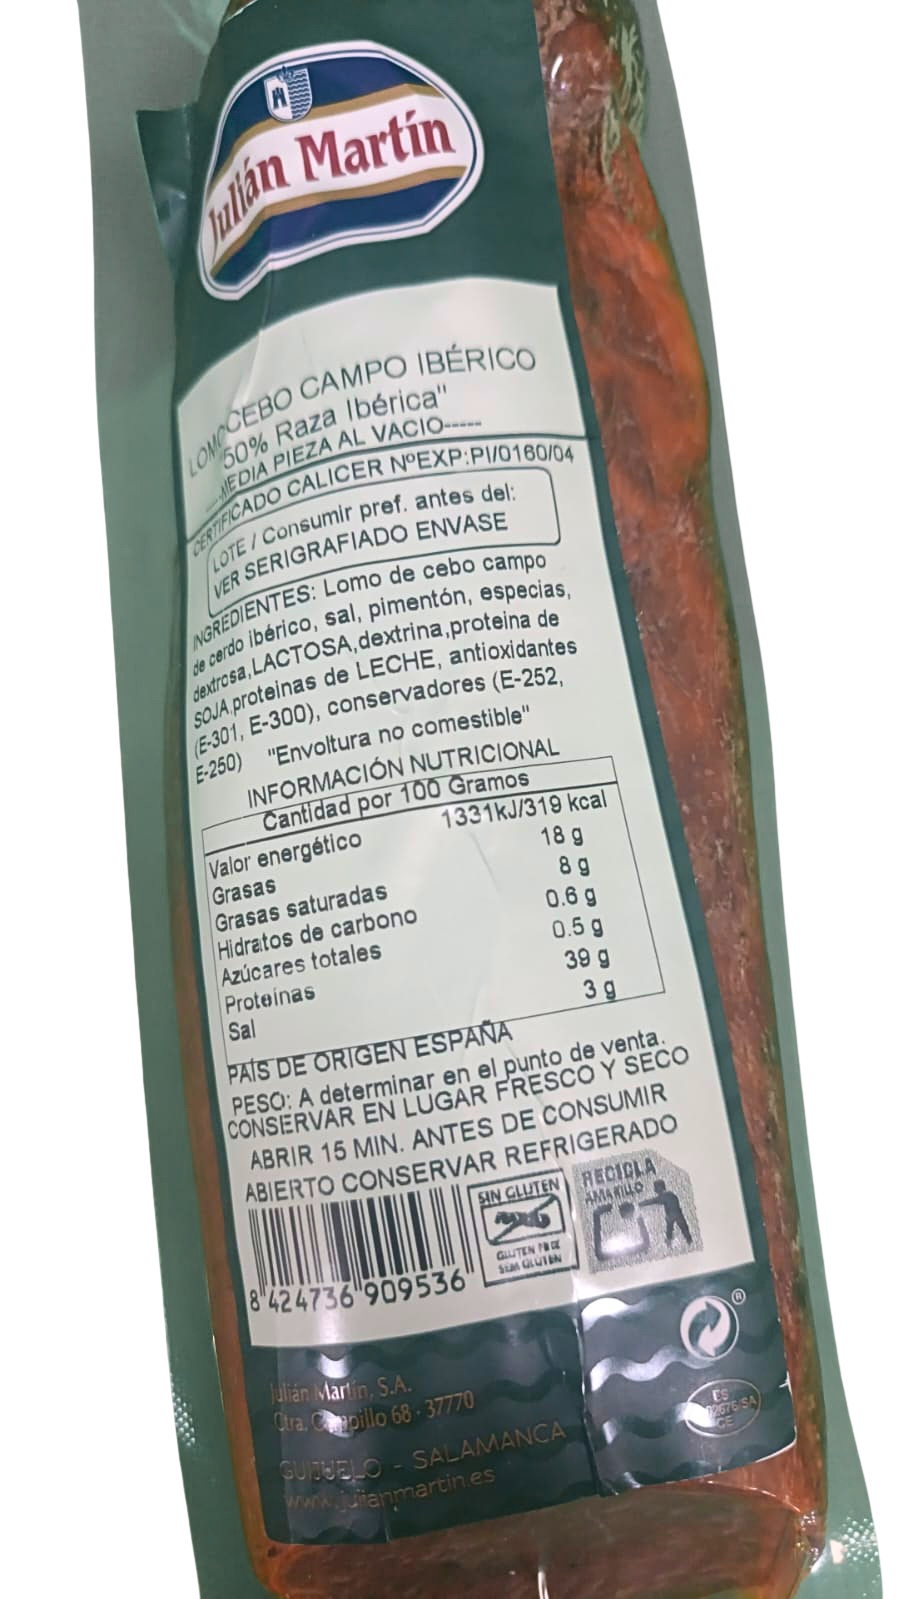 Julián Martín
LOMO CEBO CAMPO IBÉRICO
"50% Raza Ibérica"
-----MEDIA PIEZA AL VACIO-----
CERTIFICADO CALICER NºEXP:PI/0160/04
LOTE / Consumir pref. antes del:
VER SERIGRAFIADO ENVASE
INGREDIENTES: Lomo de cebo campo
de cerdo ibérico, sal, pimentón, especias,
dextrosa,LACTOSA,dextrina,proteina de
SOJA,proteinas de LECHE, antioxidantes
(E-301, E-300), conservadores (E-252,
E-250) "Envoltura no comestible"
INFORMACIÓN NUTRICIONAL
Cantidad por 100 Gramos
Valor energético 1331kJ/319 kcal
Grasas 18 g
Grasas saturadas 8 g
Hidratos de carbono 0.6 g
Azúcares totales 0.5 g
Proteínas 39 g
Sal 3 g
PAÍS DE ORIGEN ESPAÑA
PESO: A determinar en el punto de venta.
CONSERVAR EN LUGAR FRESCO Y SECO
ABRIR 15 MIN. ANTES DE CONSUMIR
ABIERTO CONSERVAR REFRIGERADO
SIN GLUTEN
GLUTEN
SEM GLUTEN
RECICLA
AMARILLO
8 424736 909536
®
Julián Martín, S.A.
Ctra. Campillo 68 · 37770
GUIJUELO - SALAMANCA
www.julianmartin.es
ES
CE